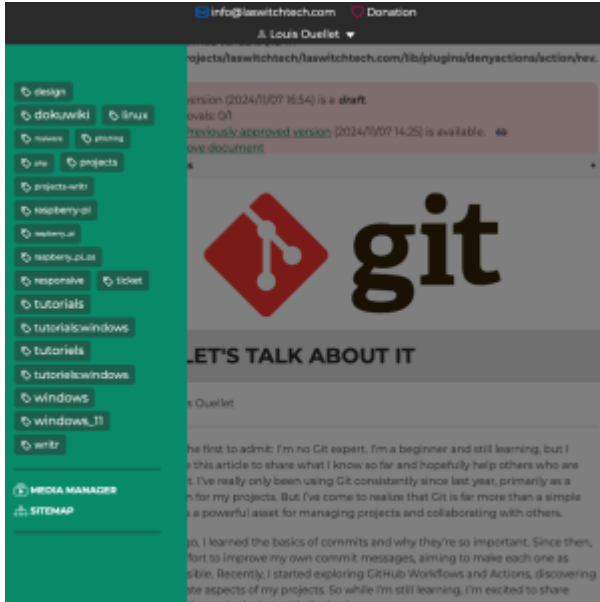 info@laswitchtech.com Donation
Louis Ouellet
rojects/laswitchtech/laswitchtech.com/lib/plugins/denyactions/action/rev.
design
ersion (2024/11/07 16:54) is a draft.
dokuwiki linux
ovals: 0/1
malware phishing
reviously approved version (2024/11/07 14:25) is available.
php projects
ove document
s
projects-writr
raspberry-pi
raspberry_pi
raspberry_pi_os
responsive ticket
git
tutorials
tutorials:windows
tutoriels
LET'S TALK ABOUT IT
tutoriels:windows
windows
s Ouellet
windows_11
writr
he first to admit: I'm no Git expert. I'm a beginner and still learning, but I
e this article to share what I know so far and hopefully help others who are
t. I've really only been using Git consistently since last year, primarily as a
n for my projects. But I've come to realize that Git is far more than a simple
s a powerful asset for managing projects and collaborating with others.
MEDIA MANAGER
SITEMAP
go, I learned the basics of commits and why they're so important. Since then,
ffort to improve my own commit messages, aiming to make each one as
sible. Recently, I started exploring GitHub Workflows and Actions, discovering
te aspects of my projects. So while I'm still learning, I'm excited to share